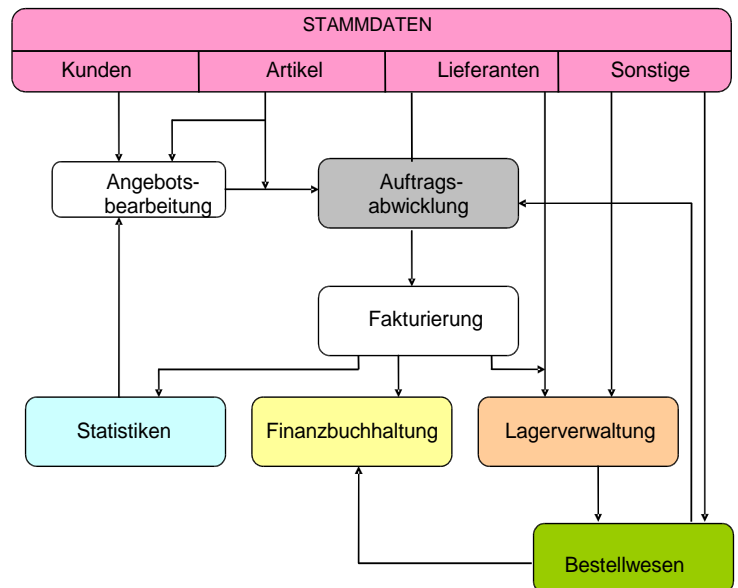 STAMMDATEN
Kunden
Artikel
Lieferanten
Sonstige
Angebots-
bearbeitung
Auftrags-
abwicklung
Fakturierung
Statistiken
Finanzbuchhaltung
Lagerverwaltung
Bestellwesen